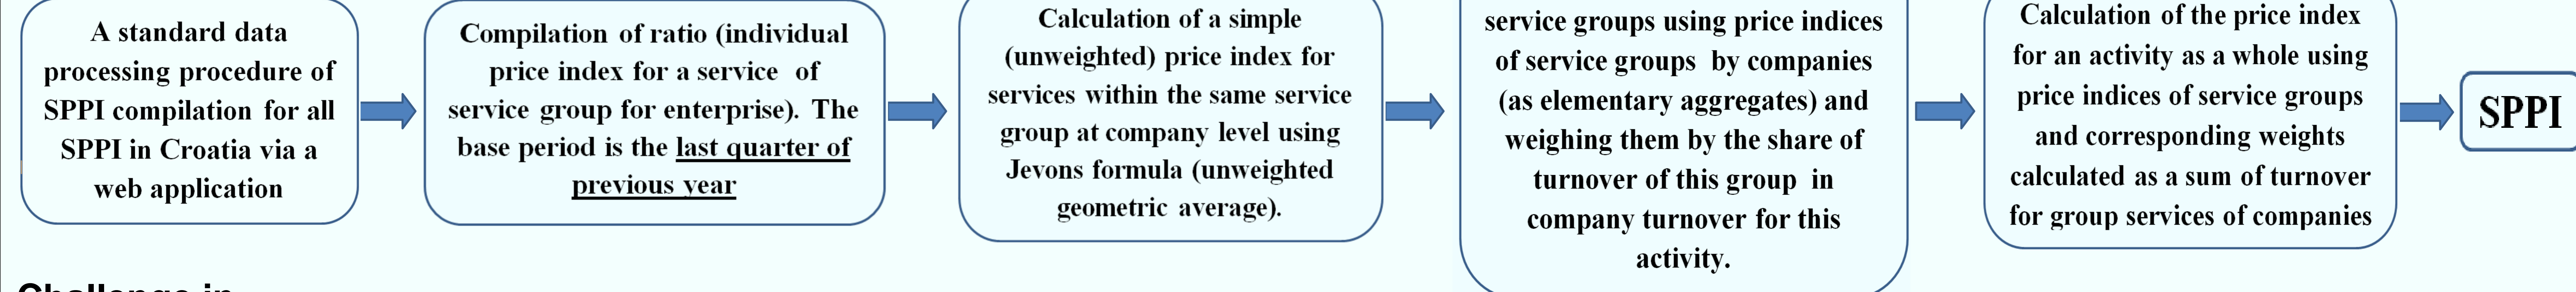 A standard data
processing procedure of
SPPI compilation for all
SPPI in Croatia via a
web application
Compilation of ratio (individual
price index for a service of
service group for enterprise). The
base period is the last quarter of
previous year
Calculation of a simple
(unweighted) price index for
services within the same service
group at company level using
Jevons formula (unweighted
geometric average).
service groups using price indices
of service groups by companies
(as elementary aggregates) and
weighing them by the share of
turnover of this group in
company turnover for this
activity.
Calculation of the price index
for an activity as a whole using
price indices of service groups
and corresponding weights
calculated as a sum of turnover
for group services of companies
SPPI
Challenge in